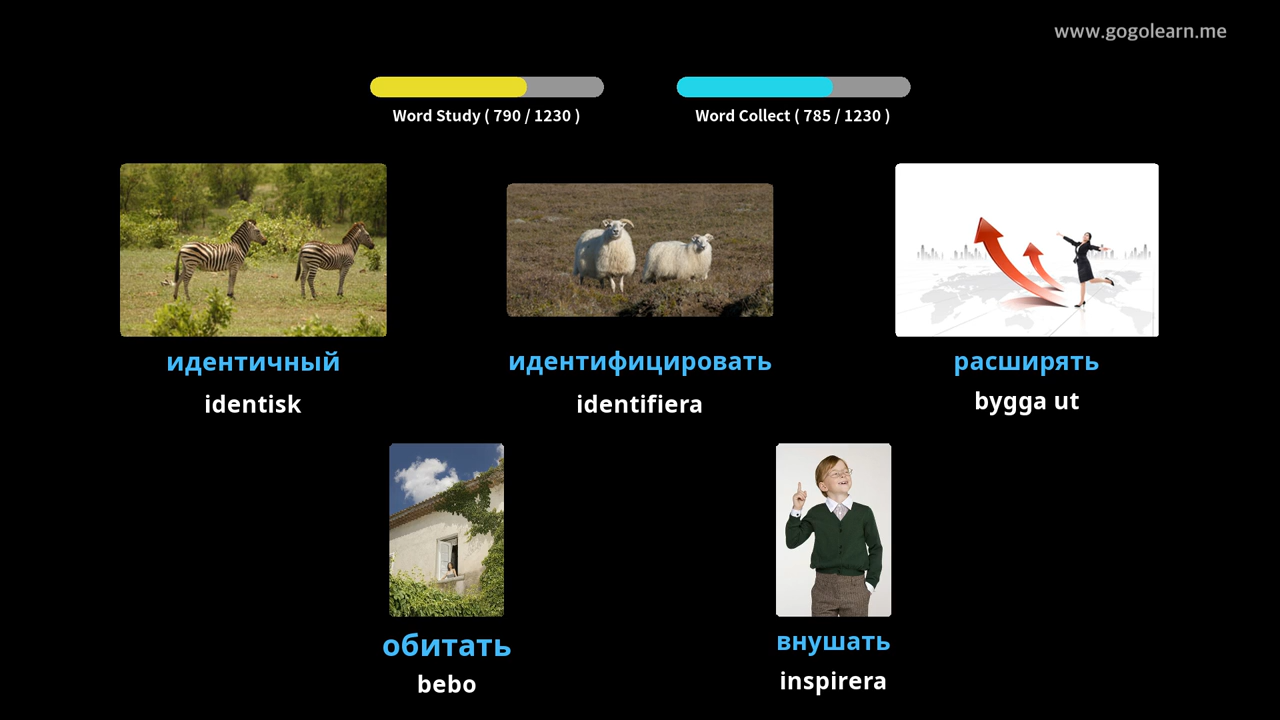 www.gogolearn.me
Word Study ( 790 / 1230 )
Word Collect ( 785 / 1230 )
идентичный
identisk
идентифицировать
identifiera
расширять
bygga ut
обитать
bebo
внушать
inspirera